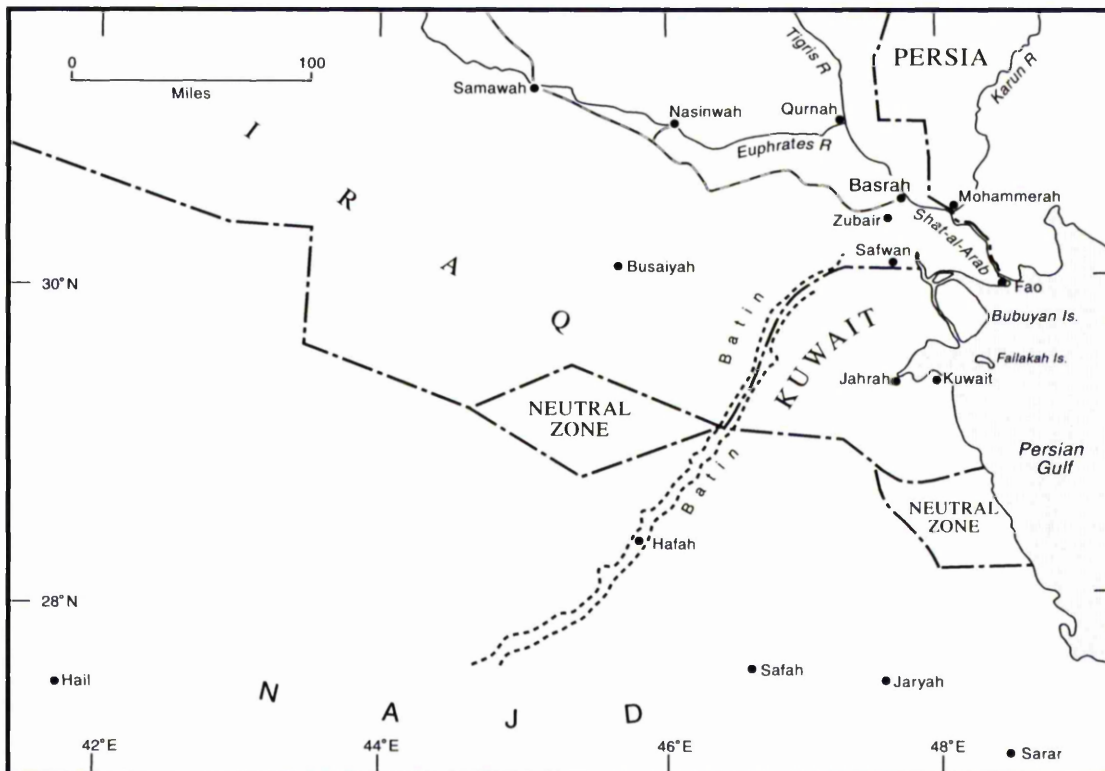 0 100
Miles
Tigris R
PERSIA
Karun R
Samawah
Nasinwah
Qurnah
Euphrates R
I R A Q
Basrah
Mohammerah
Zubair
Shat-al-Arab
Safwan
Busaiyah
30°N
Fao
Batin
Bubuyan Is.
KUWAIT
Failakah Is.
Jahrah
Kuwait
NEUTRAL
ZONE
Persian
Gulf
Batin
NEUTRAL
ZONE
Hafah
28°N
Hail
Safah
Jaryah
N A J D
42°E
44°E
46°E
48°E
Sarar